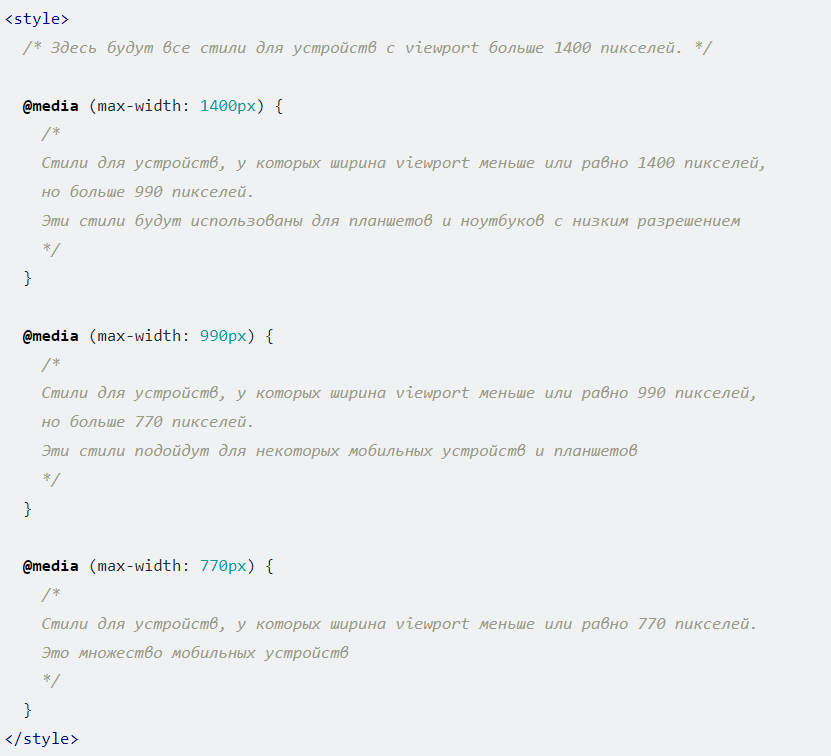 <style>
/* Здесь будут все стили для устройств с viewport больше 1400 пикселей. */
@media (max-width: 1400px) {
/*
Стили для устройств, у которых ширина viewport меньше или равно 1400 пикселей,
но больше 990 пикселей.
Эти стили будут использованы для планшетов и ноутбуков с низким разрешением
*/
}
@media (max-width: 990px) {
/*
Стили для устройств, у которых ширина viewport меньше или равно 990 пикселей,
но больше 770 пикселей.
Эти стили подойдут для некоторых мобильных устройств и планшетов
*/
}
@media (max-width: 770px) {
/*
Стили для устройств, у которых ширина viewport меньше или равно 770 пикселей.
Это множество мобильных устройств
*/
}
</style>